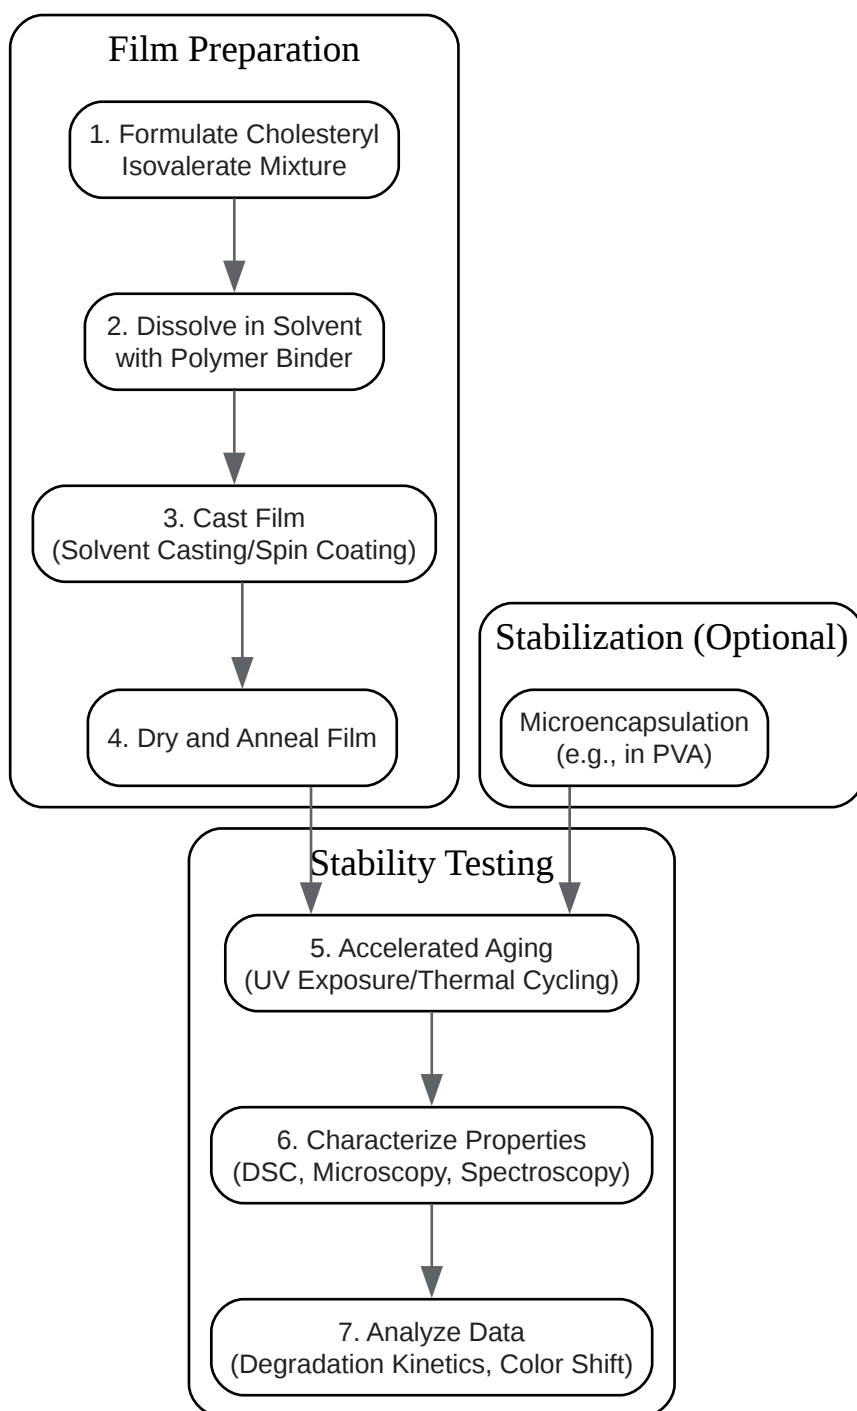 Film Preparation
1. Formulate Cholesteryl
Isovalerate Mixture
2. Dissolve in Solvent
with Polymer Binder
3. Cast Film
(Solvent Casting/Spin Coating)
4. Dry and Anneal Film
Stabilization (Optional)
Microencapsulation
(e.g., in PVA)
Stability Testing
5. Accelerated Aging
(UV Exposure/Thermal Cycling)
6. Characterize Properties
(DSC, Microscopy, Spectroscopy)
7. Analyze Data
(Degradation Kinetics, Color Shift)